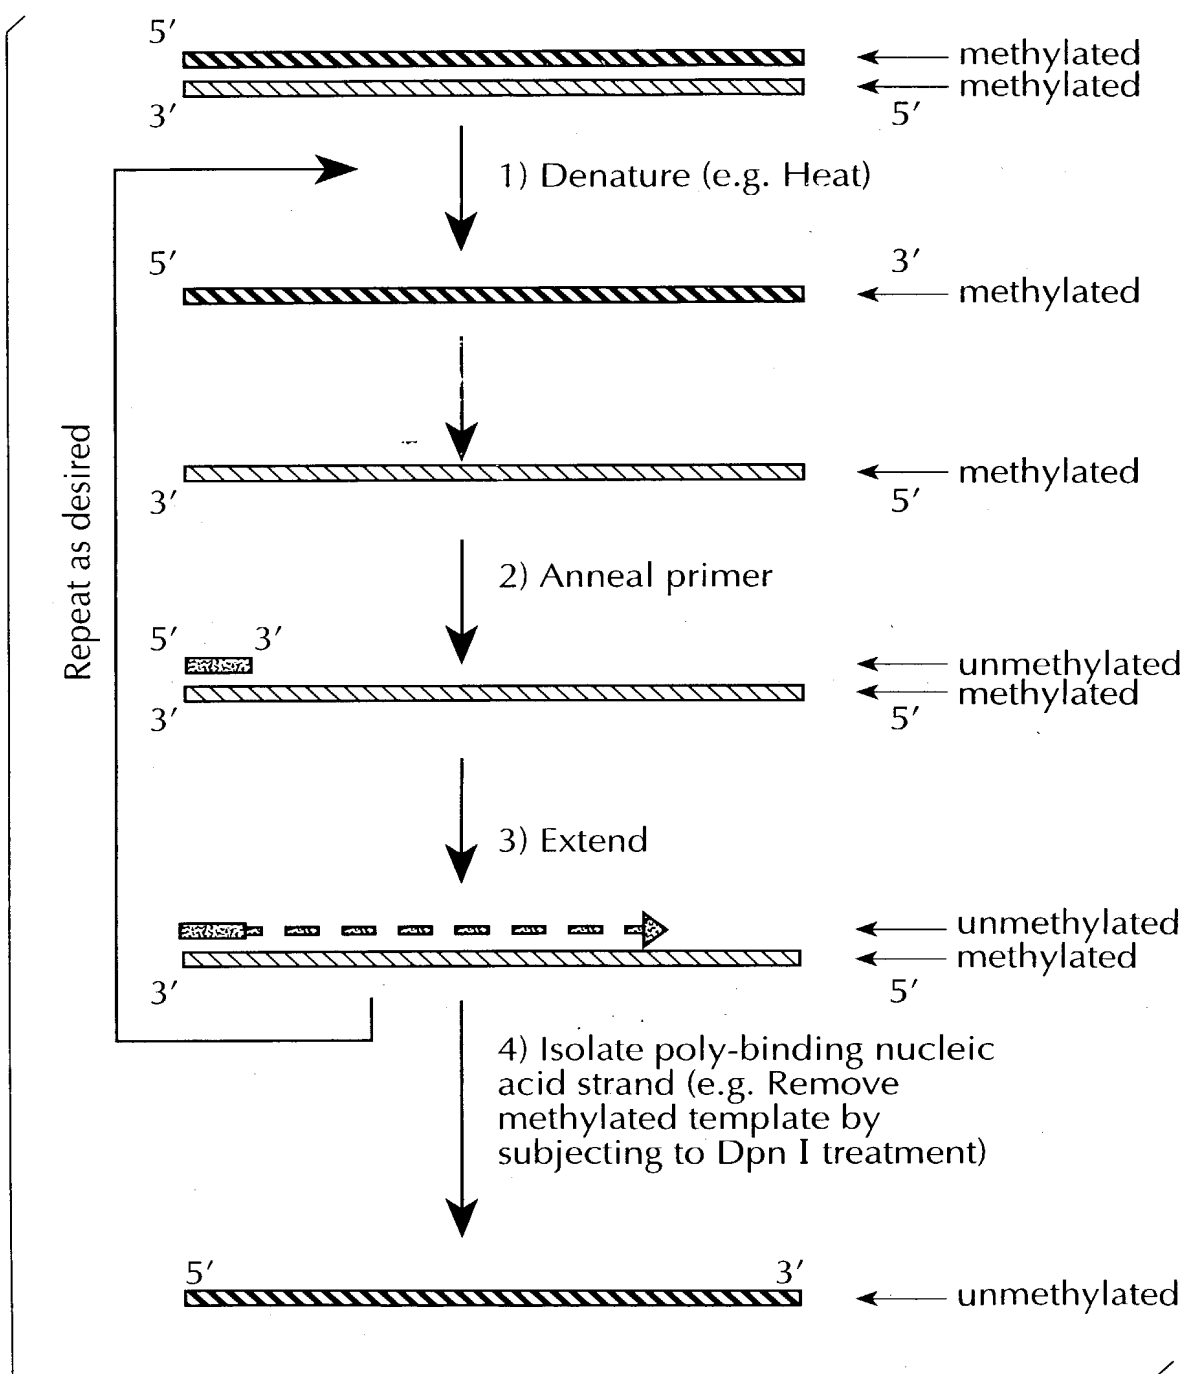 5′
methylated
methylated
3′
5′
1) Denature (e.g. Heat)
5′
3′
methylated
methylated
3′
5′
Repeat as desired
2) Anneal primer
5′
3′
unmethylated
methylated
3′
5′
3) Extend
unmethylated
methylated
3′
5′
4) Isolate poly-binding nucleic
acid strand (e.g. Remove
methylated template by
subjecting to Dpn I treatment)
5′
3′
unmethylated